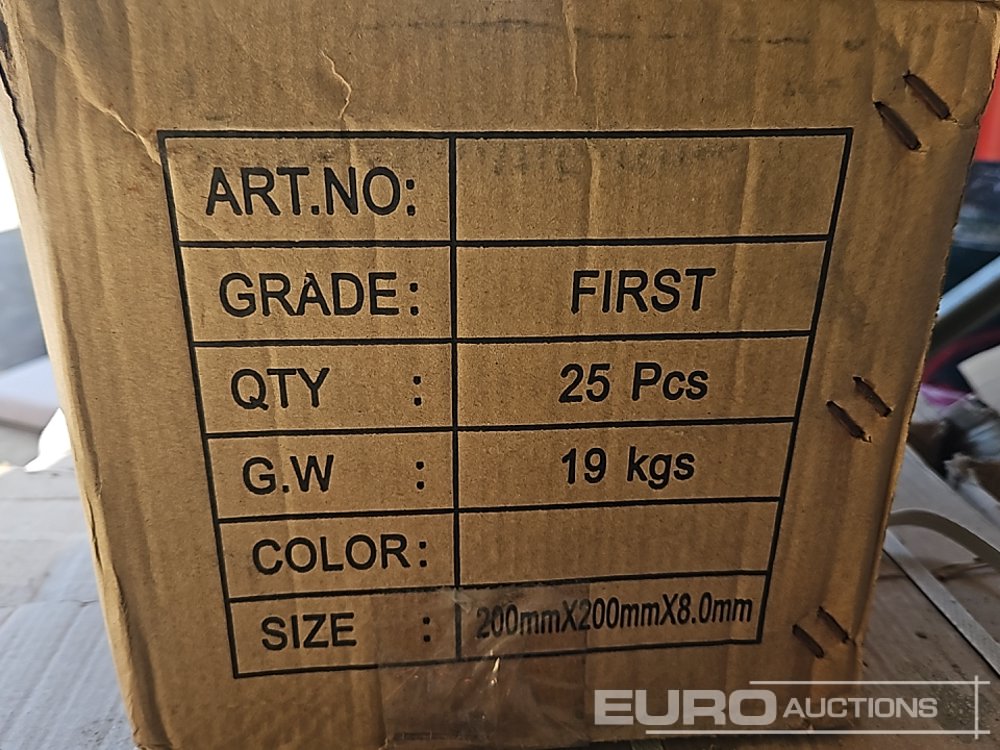 ART.NO:
GRADE: FIRST
QTY : 25 Pcs
G.W : 19 kgs
COLOR:
SIZE : 200mmX200mmX8.0mm
EURO AUCTIONS